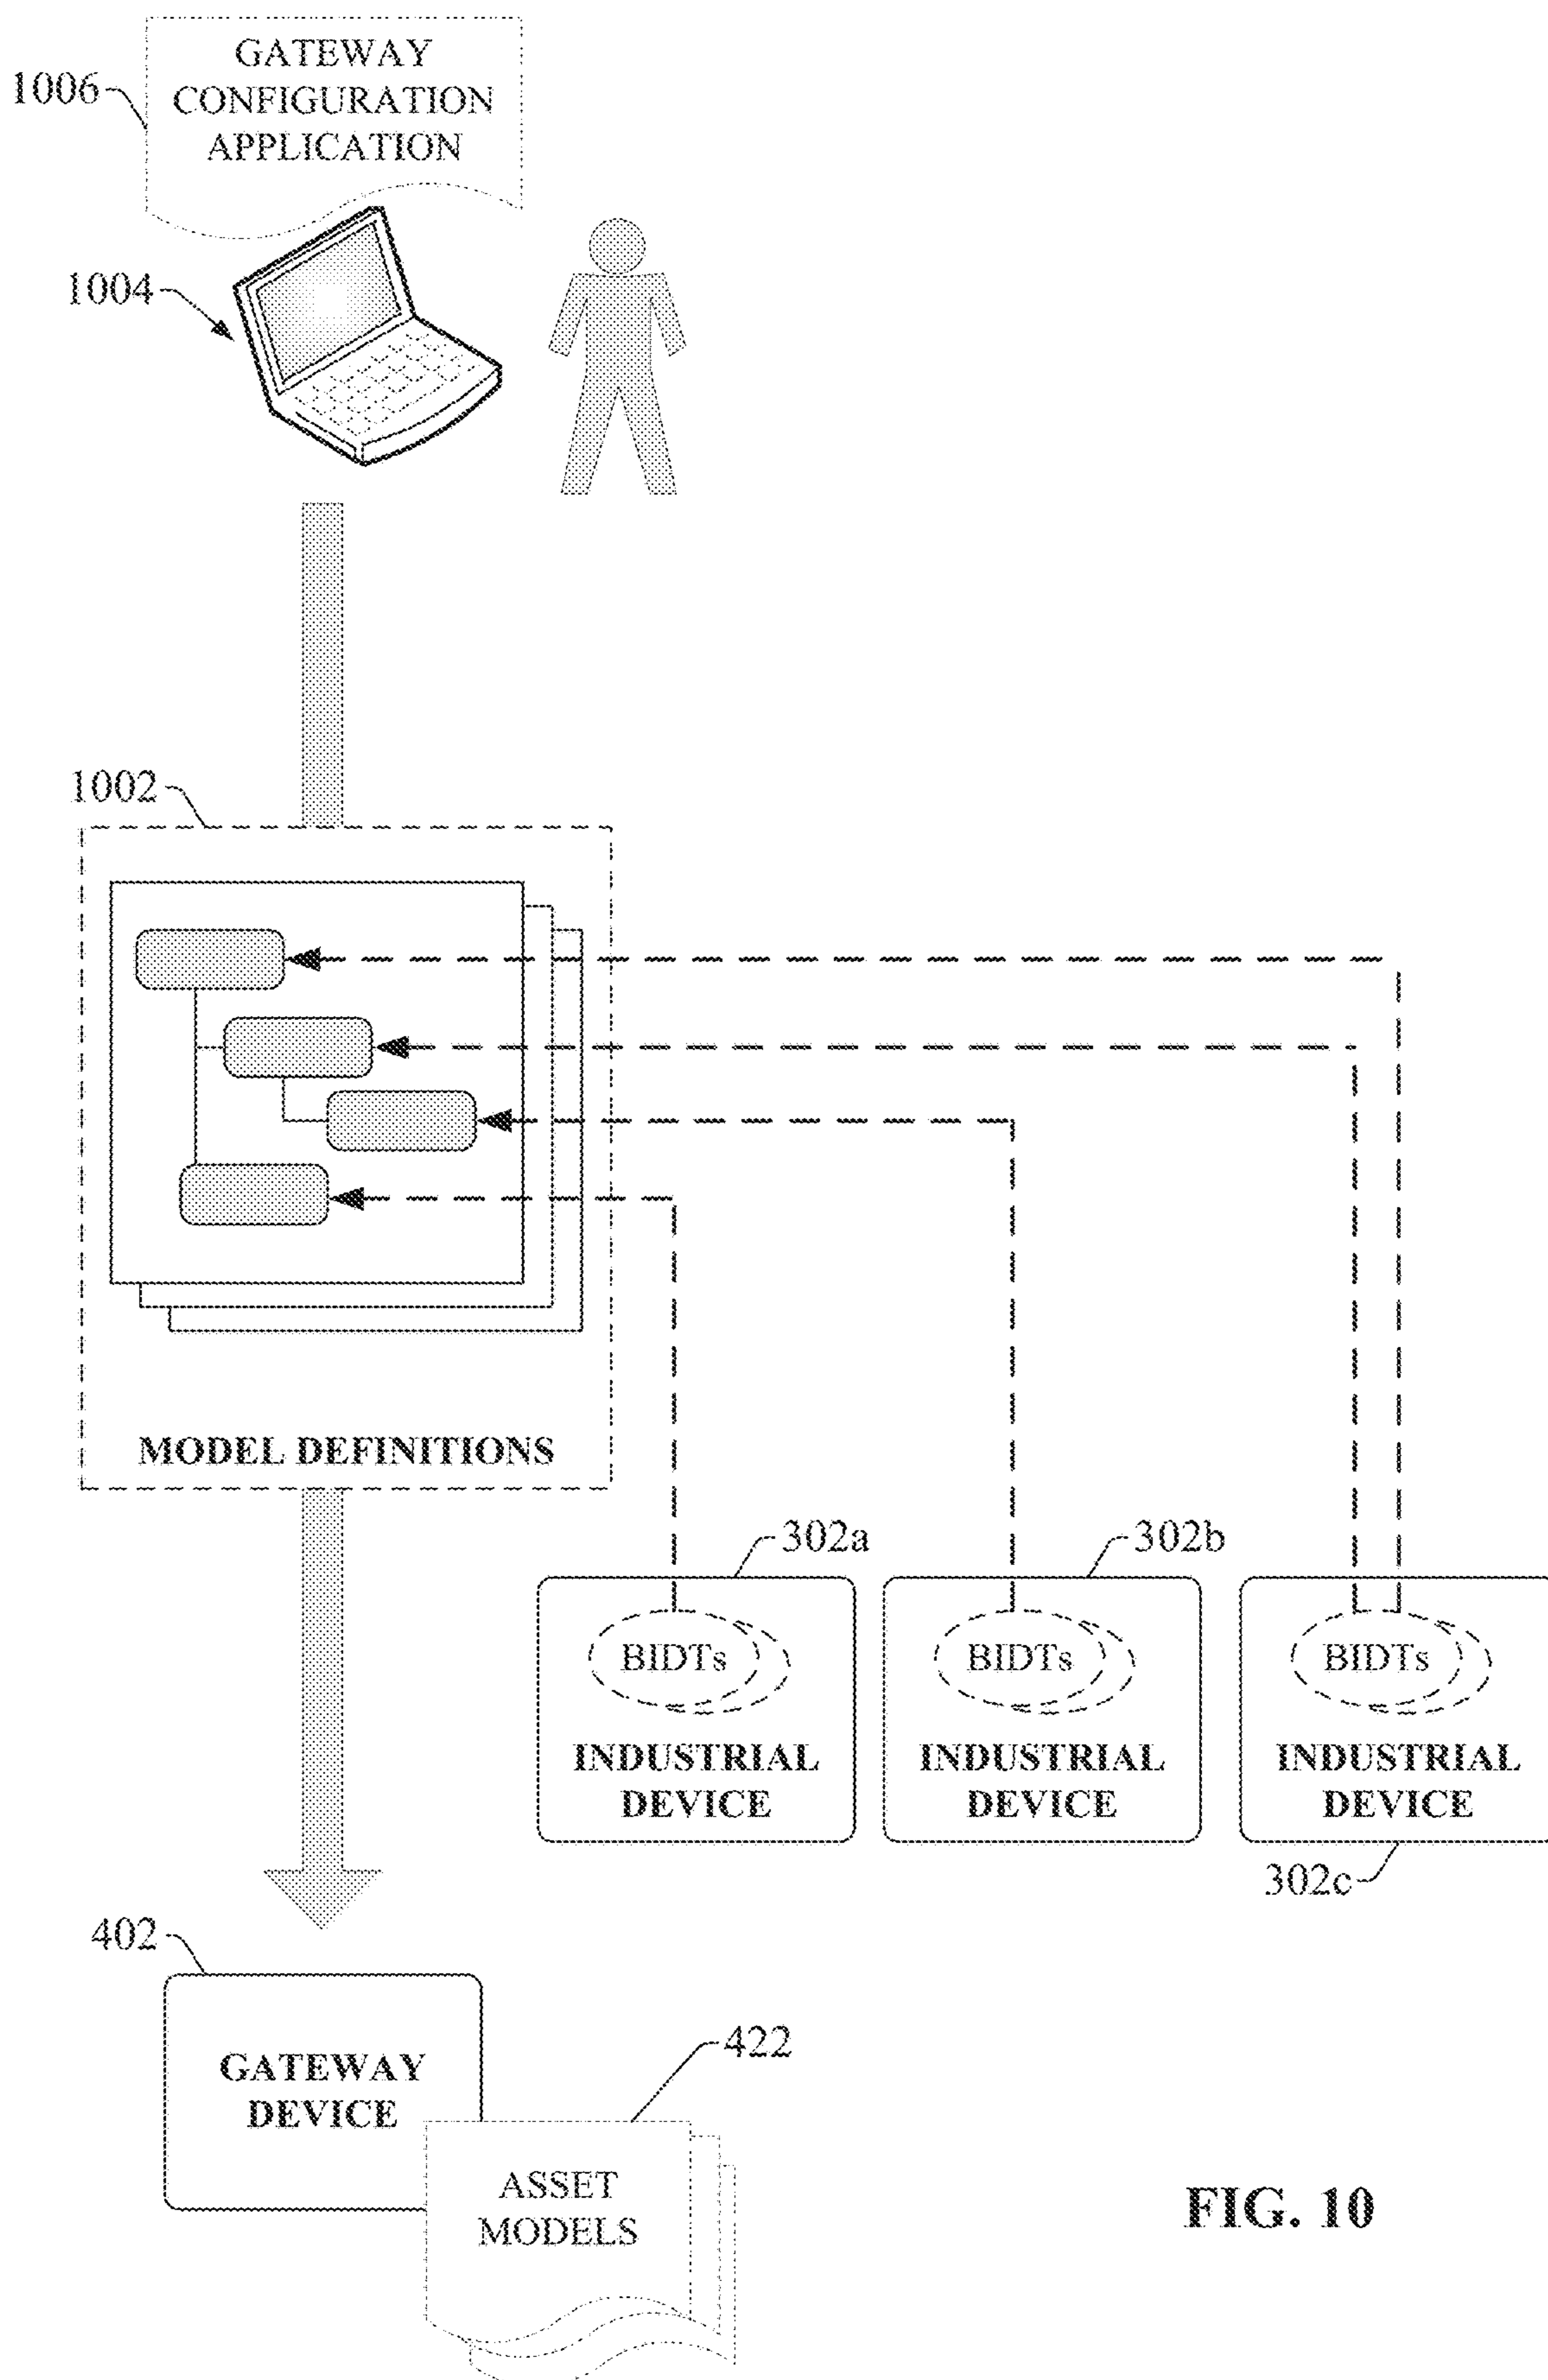 GATEWAY
CONFIGURATION
APPLICATION
1006
1004
1002
MODEL DEFINITIONS
302a
302b
BIDTs
BIDTs
BIDTs
INDUSTRIAL
DEVICE
INDUSTRIAL
DEVICE
INDUSTRIAL
DEVICE
302c
402
GATEWAY
DEVICE
422
ASSET
MODELS
FIG. 10